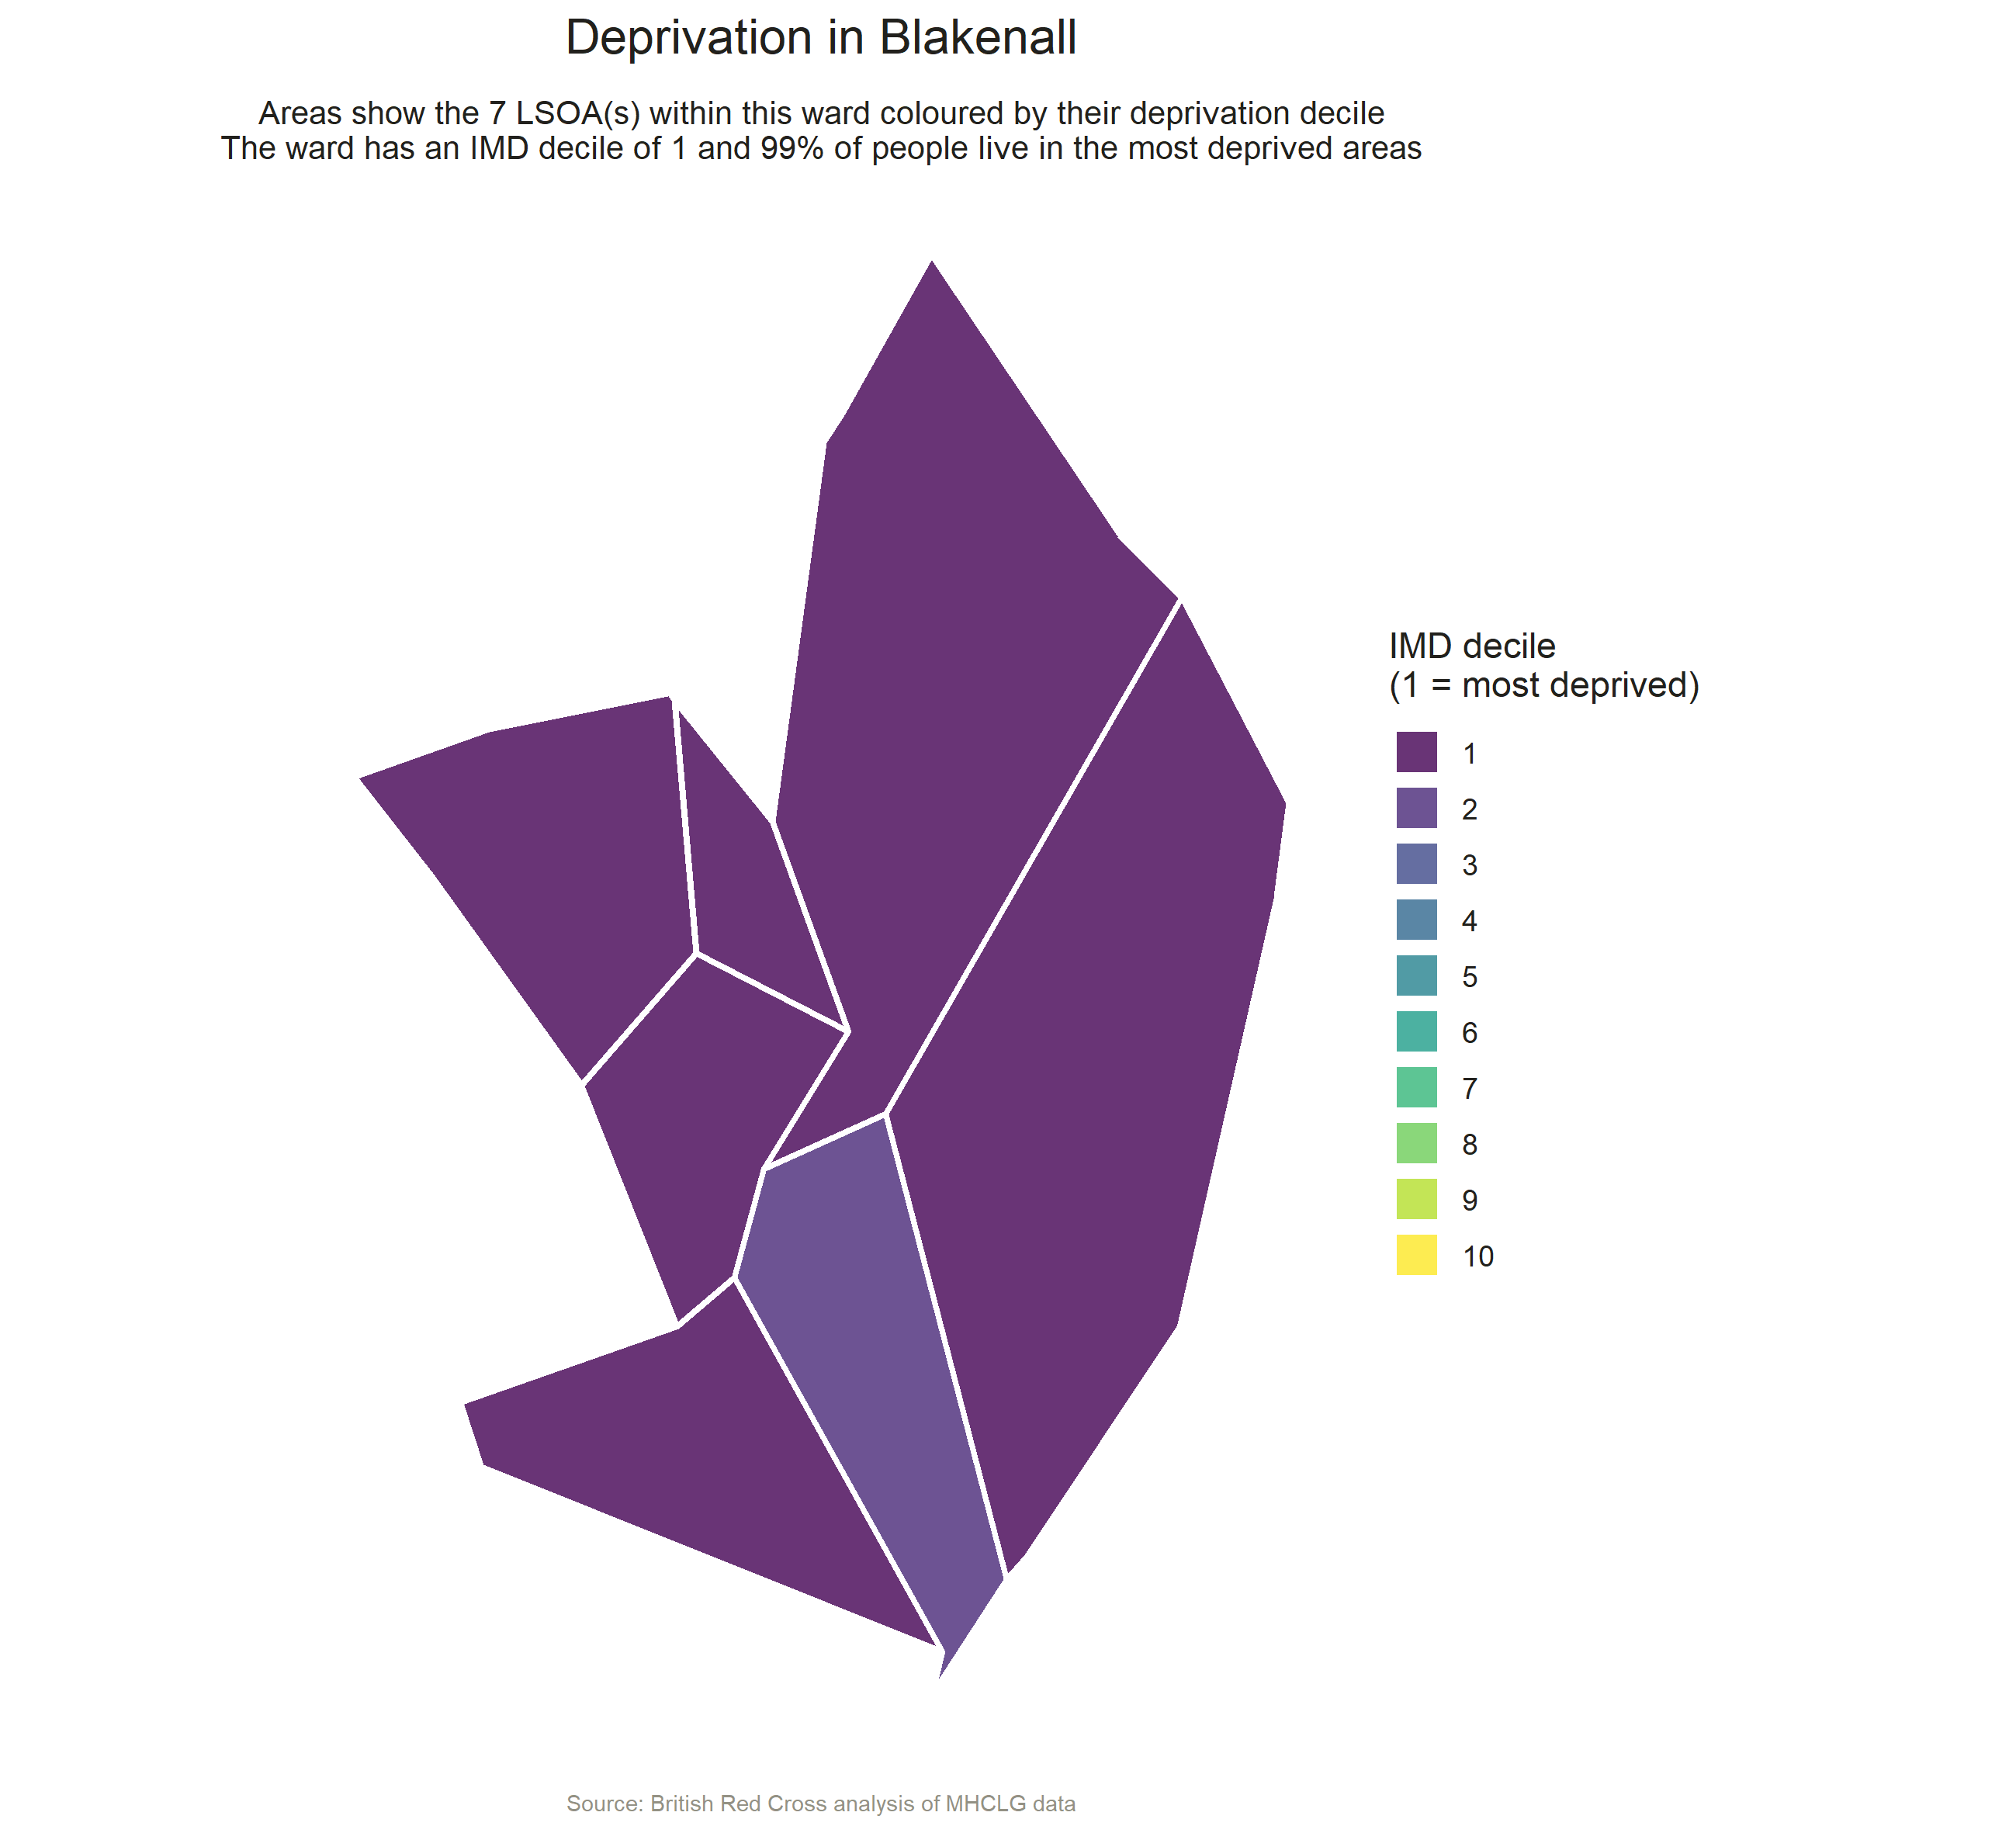 Deprivation in Blakenall
Areas show the 7 LSOA(s) within this ward coloured by their deprivation decile
The ward has an IMD decile of 1 and 99% of people live in the most deprived areas
IMD decile
(1 = most deprived)
1
2
3
4
5
6
7
8
9
10
Source: British Red Cross analysis of MHCLG data